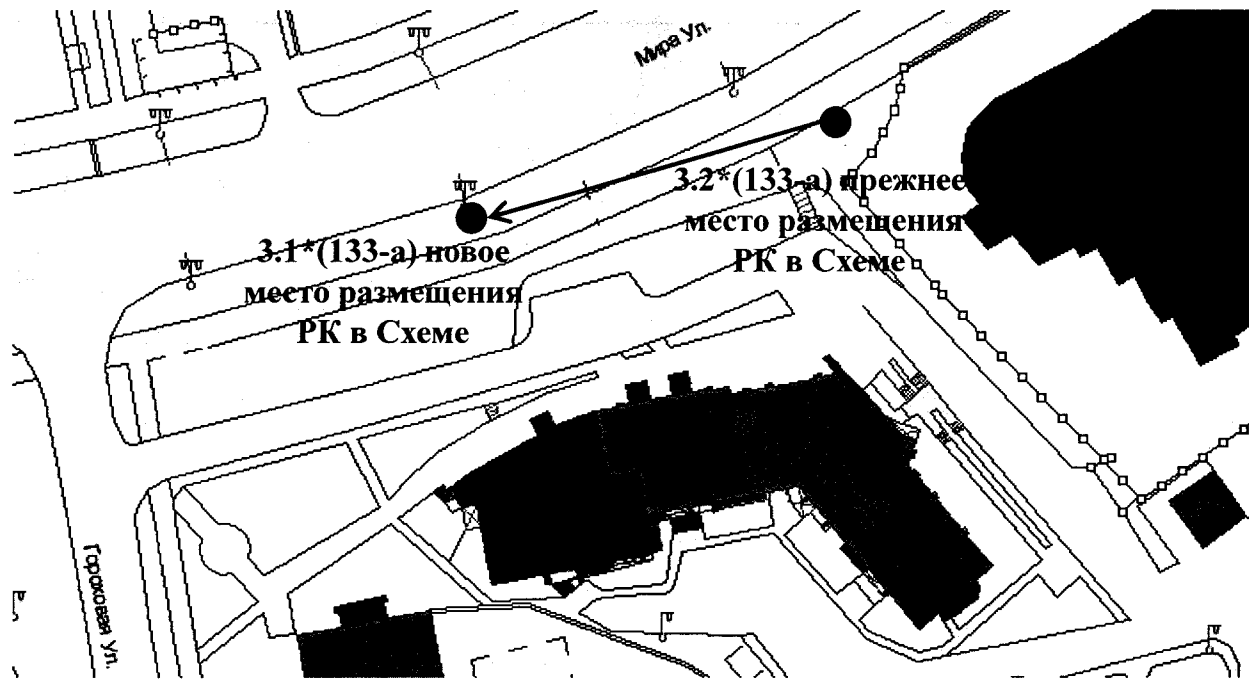 Мира Ул.
3.2*(133-а) прежнее
место размещения
РК в Схеме
3.1*(133-а) новое
место размещения
РК в Схеме
Гороховая Ул.